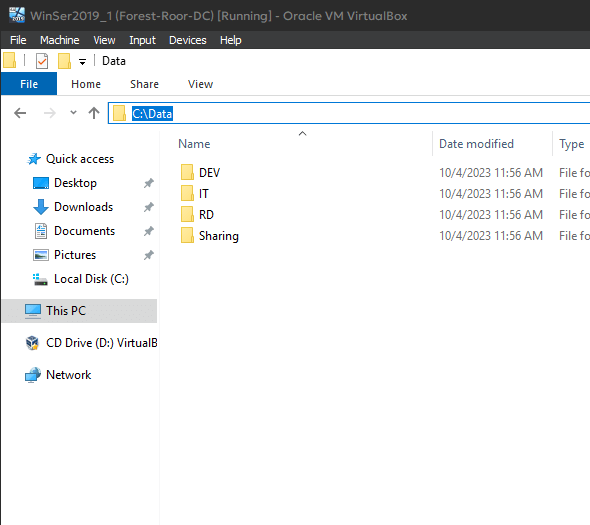 WinSer2019_1 (Forest-Roor-DC) [Running] - Oracle VM VirtualBox
File Machine View Input Devices Help
Data
File Home Share View
C:\Data
Name Date modified Type
Quick access
Desktop
Downloads
Documents
Pictures
Local Disk (C:)
This PC
CD Drive (D:) VirtualB
Network
DEV 10/4/2023 11:56 AM File fo
IT 10/4/2023 11:56 AM File fo
RD 10/4/2023 11:56 AM File fo
Sharing 10/4/2023 11:56 AM File fo